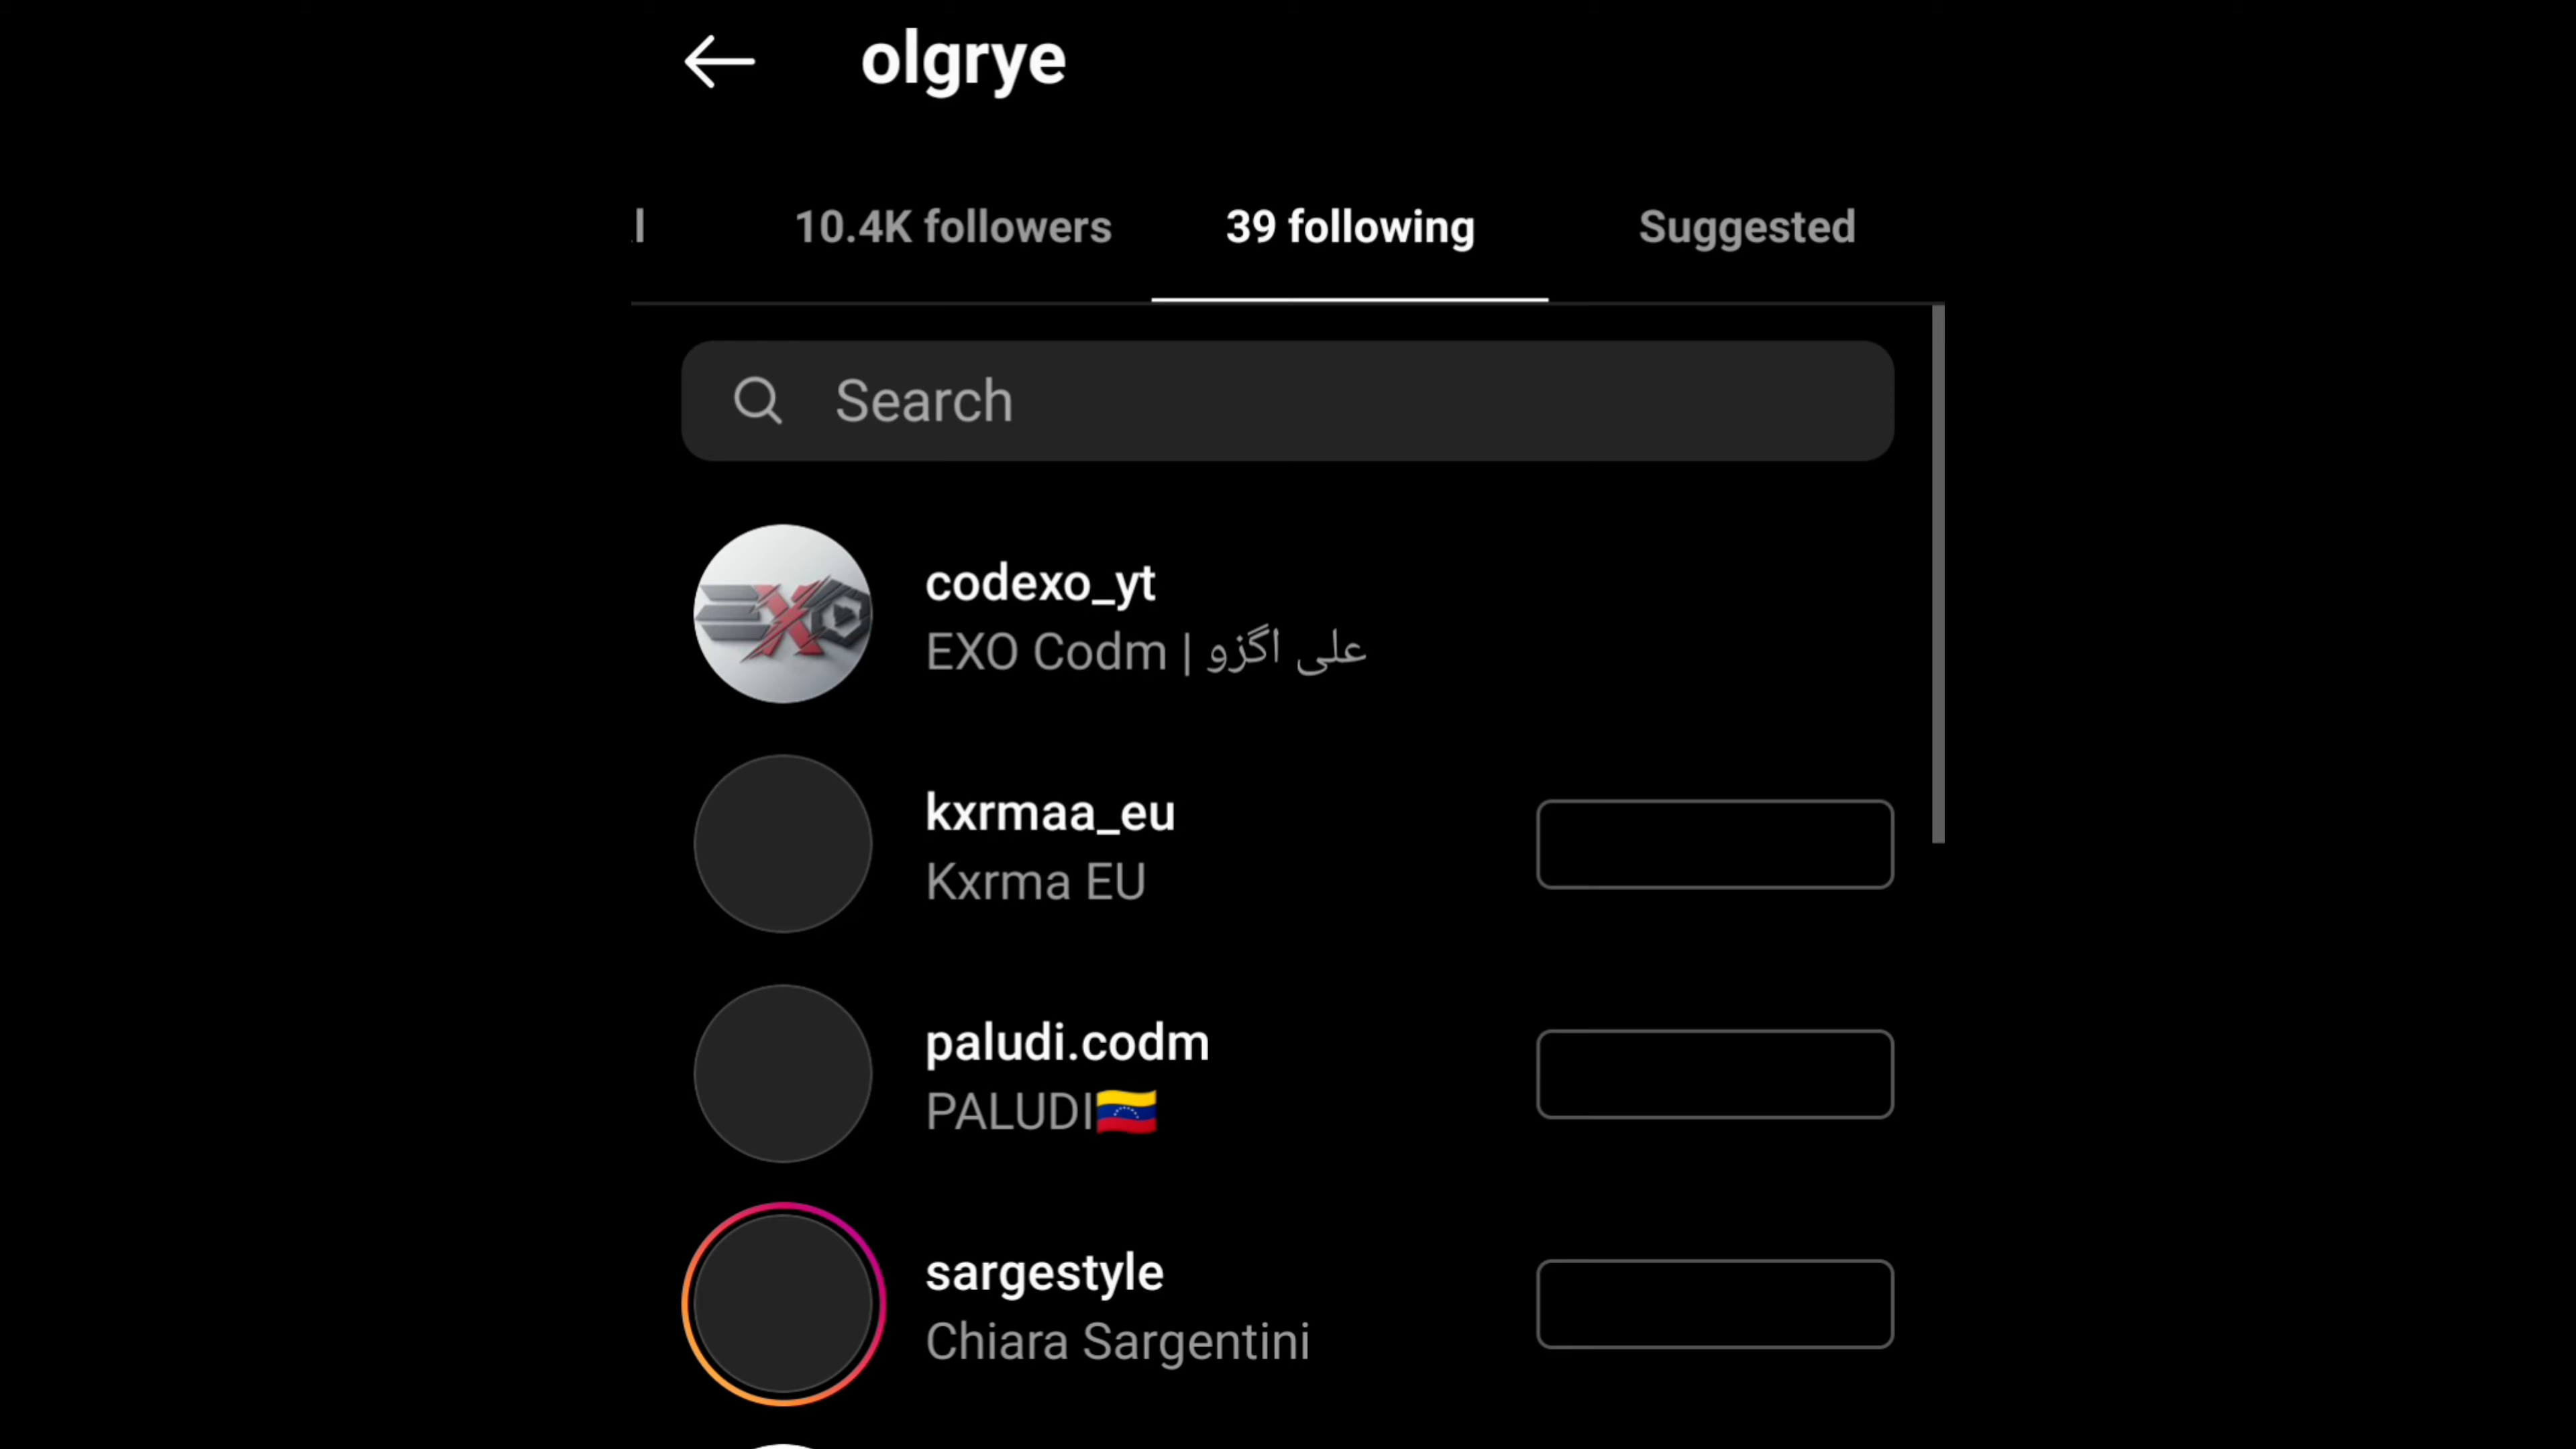 olgrye
10.4K followers
39 following
Suggested
Search
EXO
codexo_yt
EXO Codm | علی اگزو
kxrmaa_eu
Kxrma EU
paludi.codm
PALUDI🇻🇪
sargestyle
Chiara Sargentini